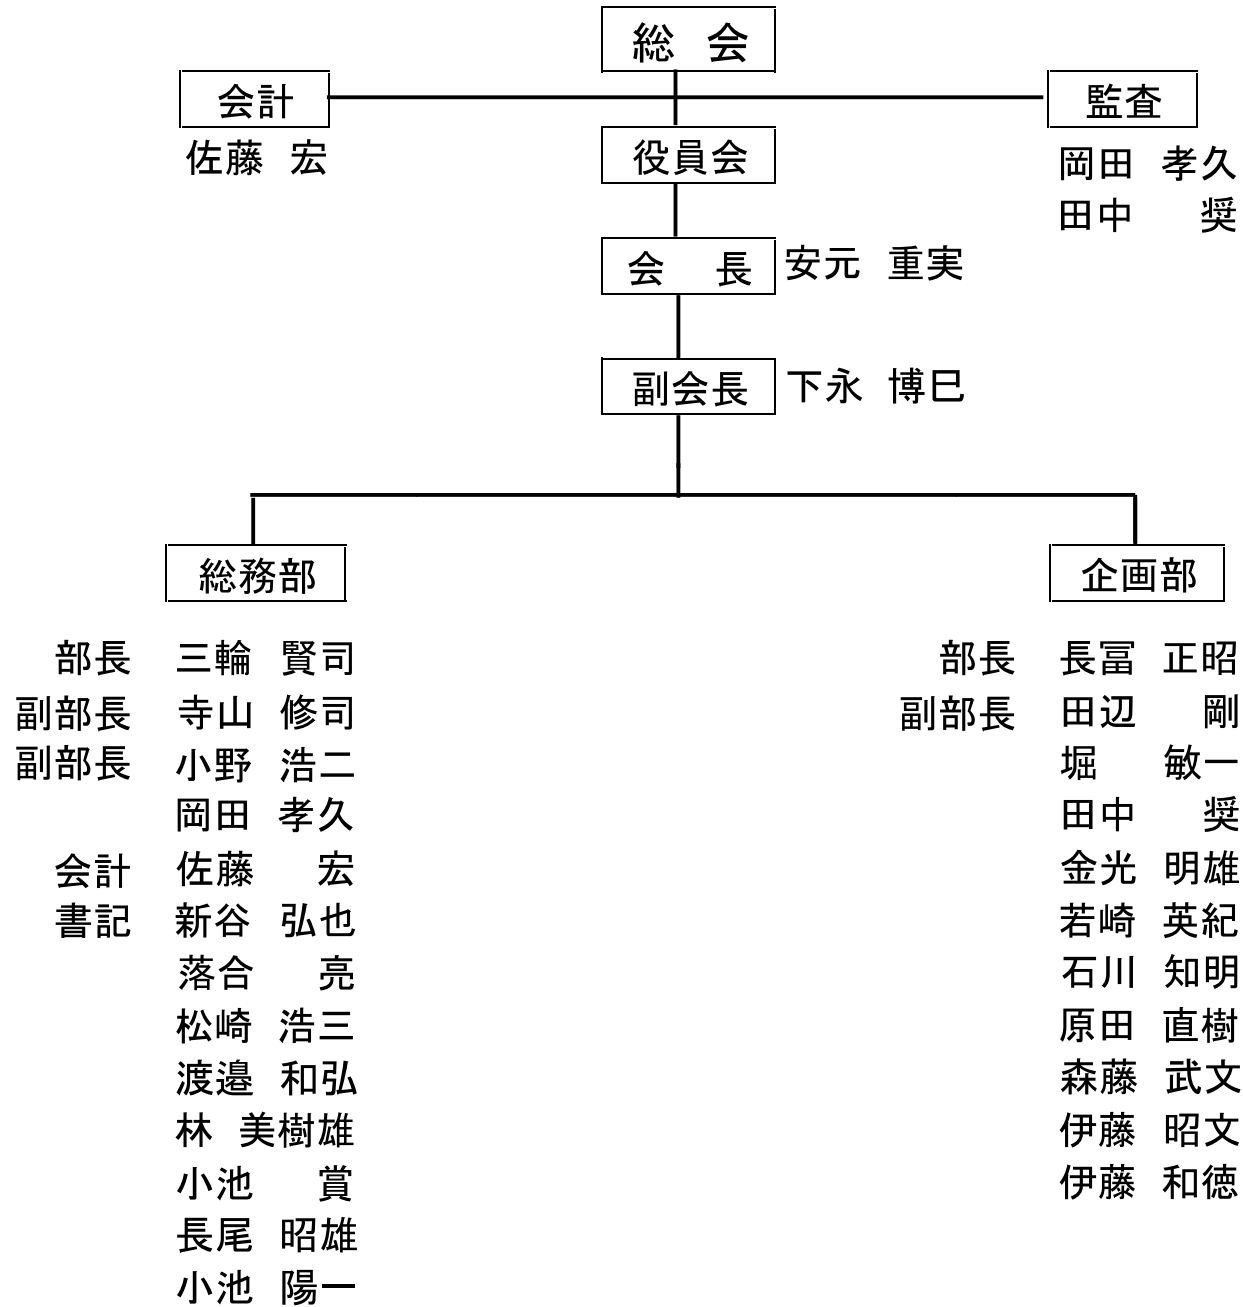 総 会
会計
監査
佐藤 宏
役員会
岡田 孝久
田中 奨
会 長 安元 重実
副会長 下永 博巳
総務部
企画部
部長 三輪 賢司
副部長 寺山 修司
副部長 小野 浩二
岡田 孝久
会計 佐藤 宏
書記 新谷 弘也
落合 亮
松崎 浩三
渡邉 和弘
林 美樹雄
小池 賞
長尾 昭雄
小池 陽一
部長 長冨 正昭
副部長 田辺 剛
堀 敏一
田中 奨
金光 明雄
若崎 英紀
石川 知明
原田 直樹
森藤 武文
伊藤 昭文
伊藤 和徳